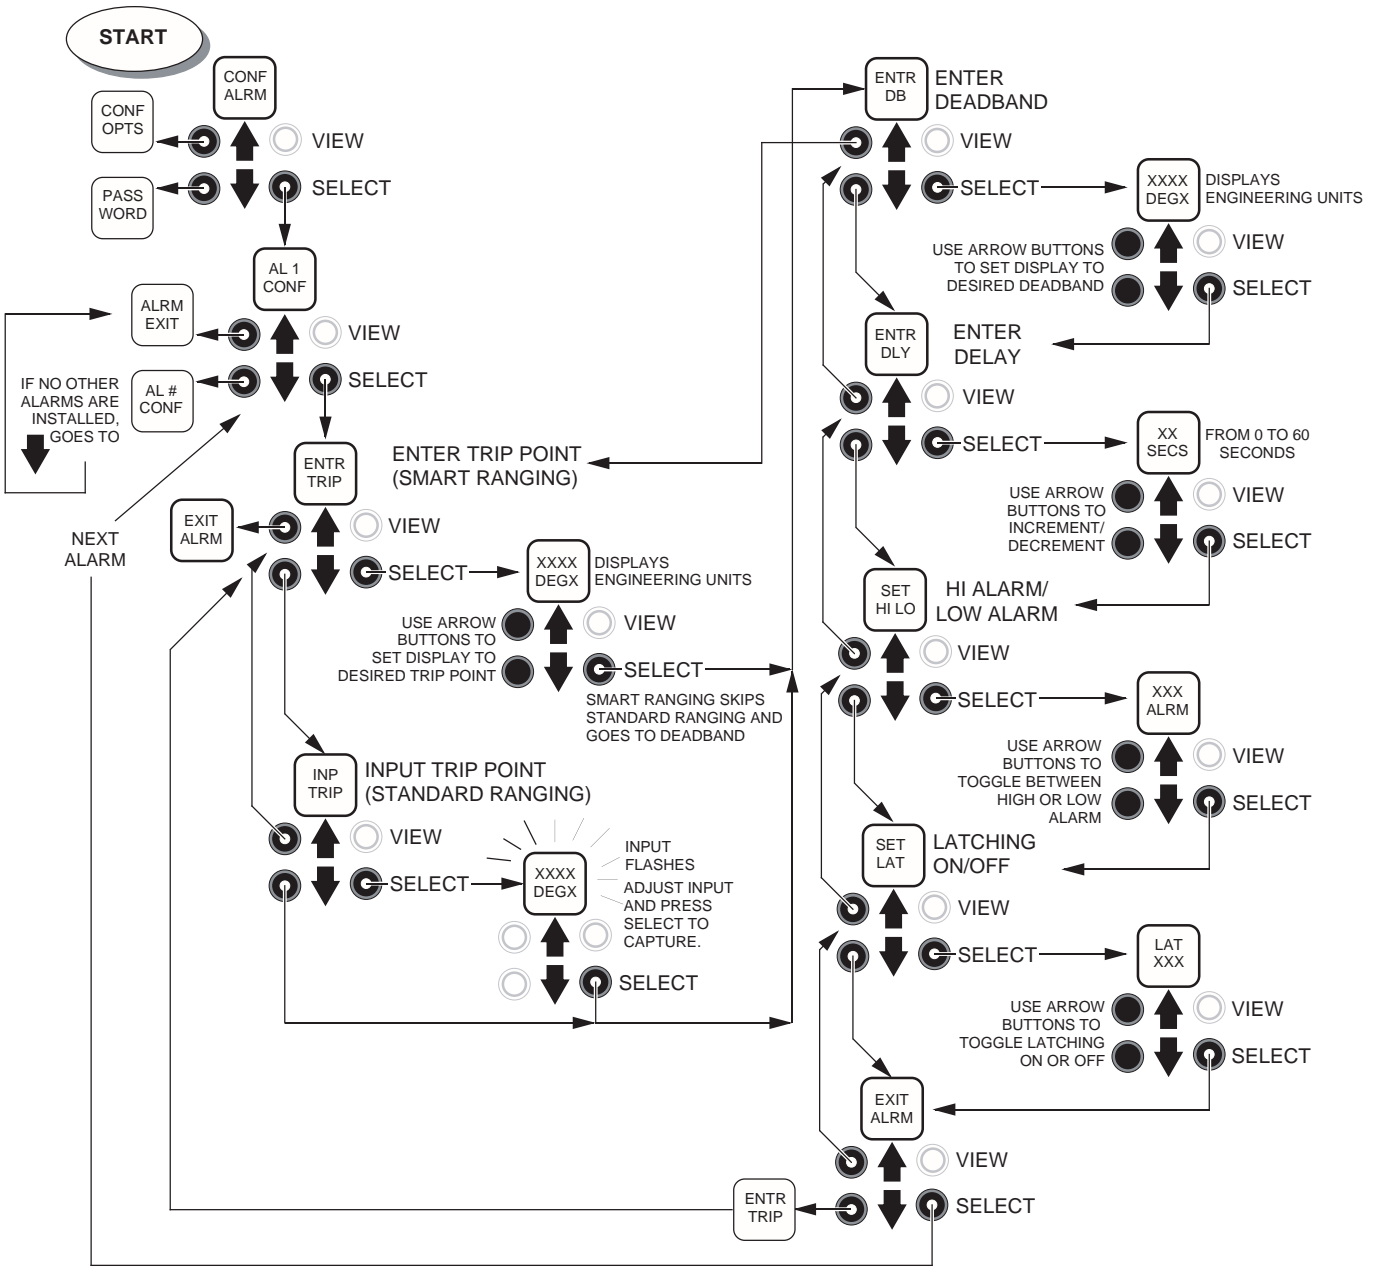 START
CONF
ALRM
CONF
OPTS
VIEW
PASS
WORD
SELECT
AL 1
CONF
ALRM
EXIT
VIEW
IF NO OTHER
ALARMS ARE
INSTALLED,
GOES TO
AL #
CONF
SELECT
ENTR
TRIP
ENTER TRIP POINT
(SMART RANGING)
EXIT
ALRM
VIEW
NEXT
ALARM
SELECT
XXXX
DEGX
DISPLAYS
ENGINEERING UNITS
USE ARROW
BUTTONS TO
SET DISPLAY TO
DESIRED TRIP POINT
VIEW
SELECT
SMART RANGING SKIPS
STANDARD RANGING AND
GOES TO DEADBAND
INP
TRIP
INPUT TRIP POINT
(STANDARD RANGING)
VIEW
SELECT
XXXX
DEGX
INPUT
FLASHES
ADJUST INPUT
AND PRESS
SELECT TO
CAPTURE.
SELECT
ENTR
DB
ENTER
DEADBAND
VIEW
SELECT
XXXX
DEGX
DISPLAYS
ENGINEERING UNITS
USE ARROW BUTTONS
TO SET DISPLAY TO
DESIRED DEADBAND
VIEW
SELECT
ENTR
DLY
ENTER
DELAY
VIEW
SELECT
XX
SECS
FROM 0 TO 60
SECONDS
USE ARROW
BUTTONS TO
INCREMENT/
DECREMENT
VIEW
SELECT
SET
HI LO
HI ALARM/
LOW ALARM
VIEW
SELECT
XXX
ALRM
USE ARROW
BUTTONS TO
TOGGLE BETWEEN
HIGH OR LOW
ALARM
VIEW
SELECT
SET
LAT
LATCHING
ON/OFF
VIEW
SELECT
LAT
XXX
USE ARROW
BUTTONS TO
TOGGLE LATCHING
ON OR OFF
VIEW
SELECT
EXIT
ALRM
VIEW
SELECT
ENTR
TRIP